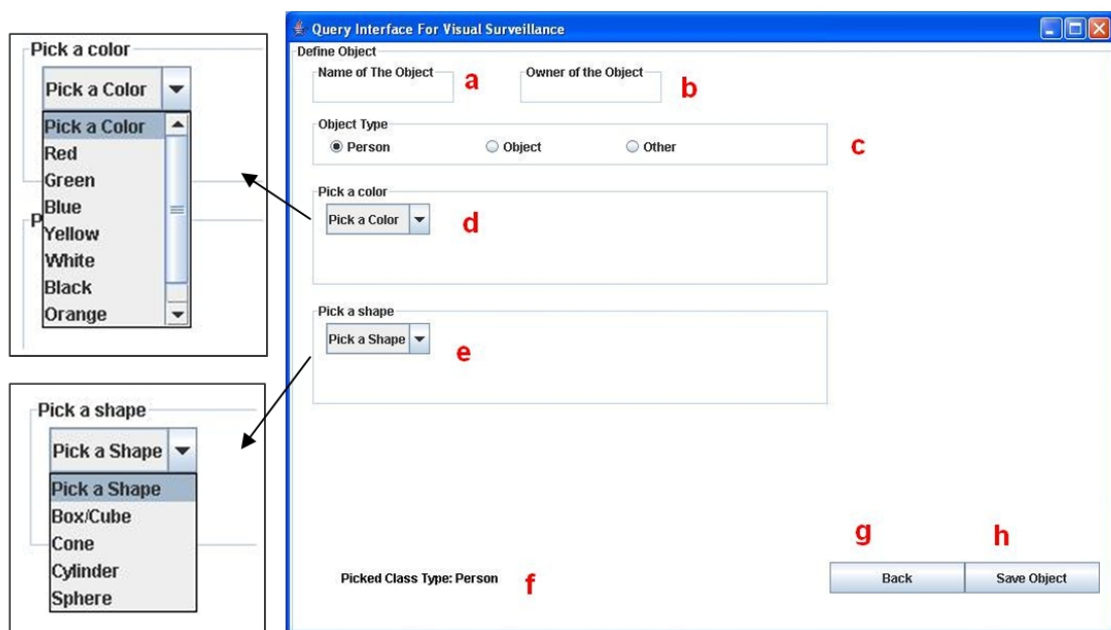 Pick a color
Pick a Color
Pick a Color
Red
Green
Blue
Yellow
White
Black
Orange
P
Pick a shape
Pick a Shape
Pick a Shape
Box/Cube
Cone
Cylinder
Sphere
Query Interface For Visual Surveillance
Define Object
Name of The Object a Owner of the Object b
Object Type
Person Object Other c
Pick a color
Pick a Color d
Pick a shape
Pick a Shape e
g h
Picked Class Type: Person f Back Save Object